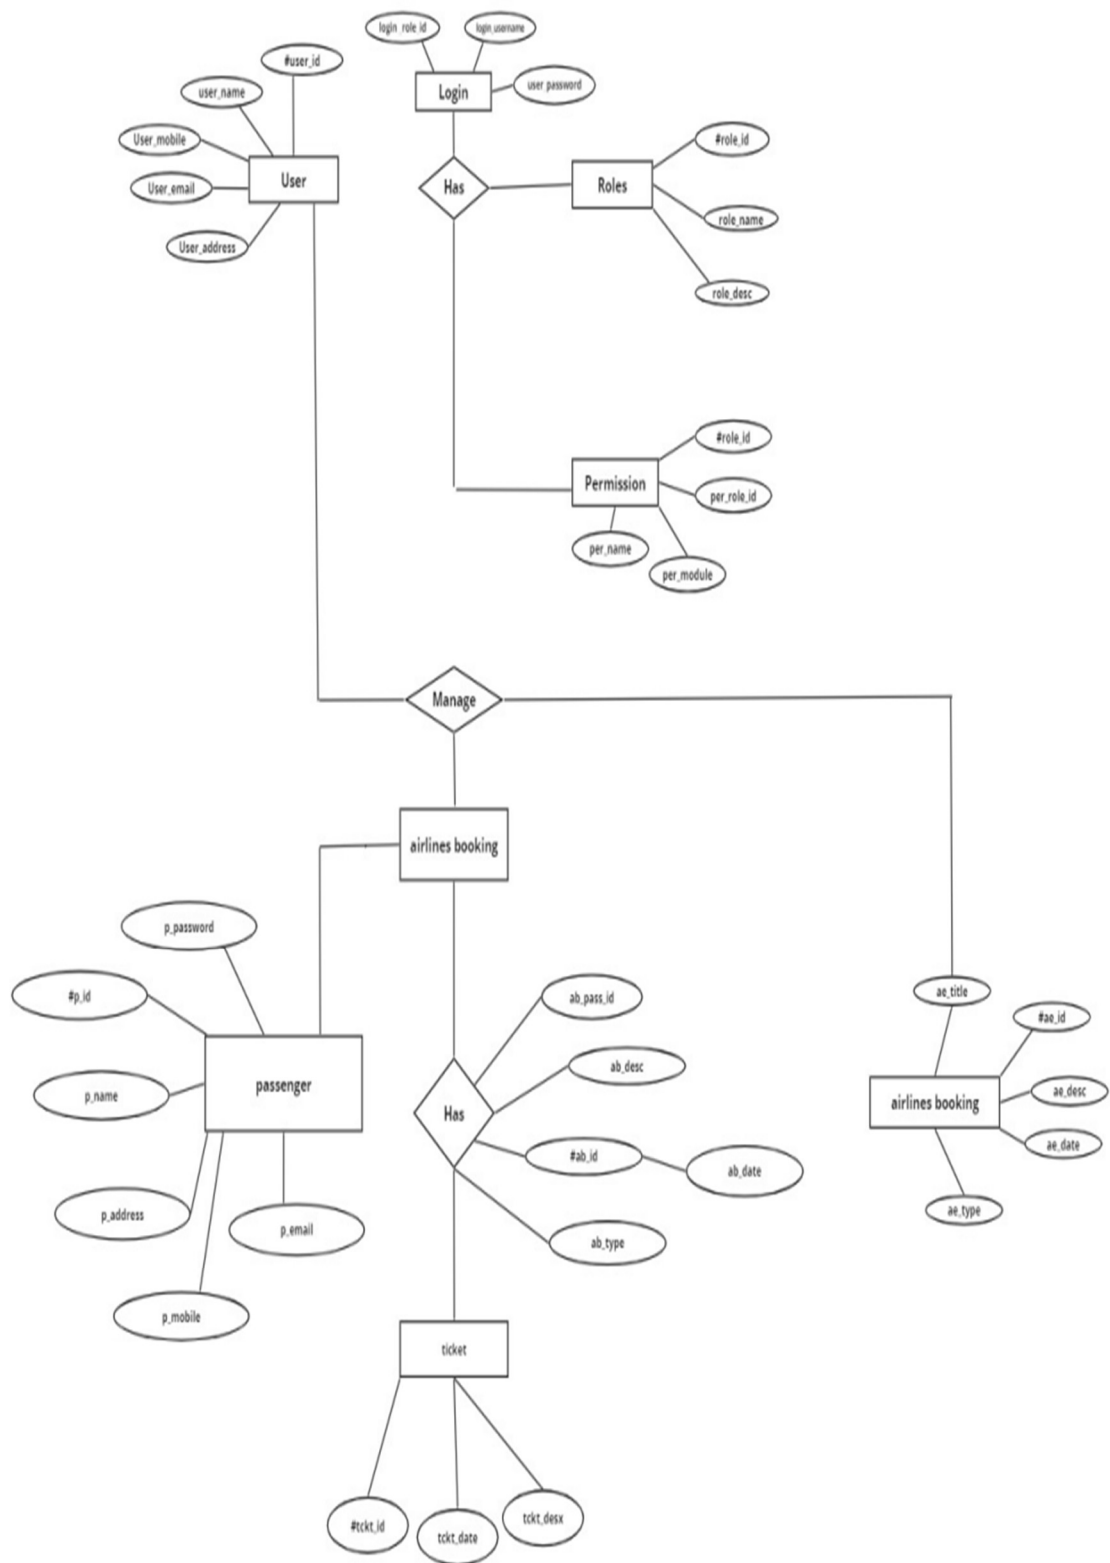 login_role id
login_username
#user_id
user_name
Login
user password
User_mobile
#role_id
User
Has
Roles
User_email
role_name
User_address
role_desc
#role_id
Permission
per_role_id
per_name
per_module
Manage
airlines booking
p_password
#p_id
ab_pass_id
ae_title
#ae_id
ab_desc
passenger
p_name
ae_desc
airlines booking
Has
ae_date
#ab_id
ab_date
p_address
ae_type
p_email
ab_type
p_mobile
ticket
tckt_desx
#tckt_id
tckt_date